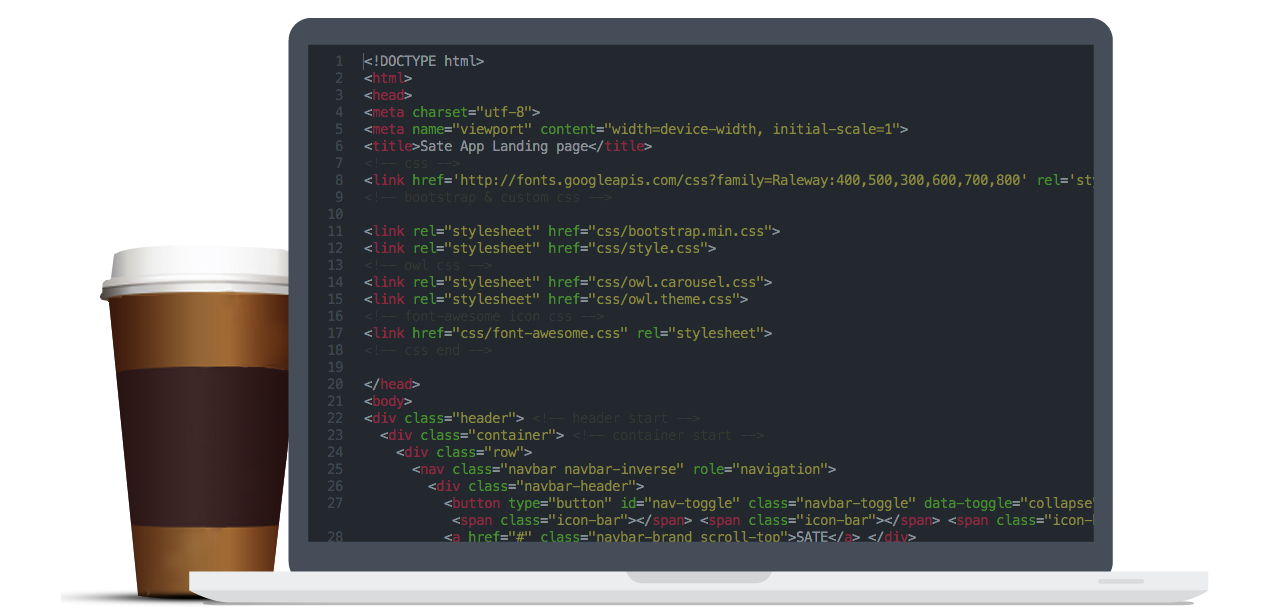 1 <!DOCTYPE html>
2 <html>
3 <head>
4 <meta charset="utf-8">
5 <meta name="viewport" content="width=device-width, initial-scale=1">
6 <title>Sate App Landing page</title>
7 <!-- css -->
8 <link href='http://fonts.googleapis.com/css?family=Raleway:400,500,300,600,700,800' rel='sty
9 <!-- bootstrap & custom css -->
10
11 <link rel="stylesheet" href="css/bootstrap.min.css">
12 <link rel="stylesheet" href="css/style.css">
13 <!-- owl css -->
14 <link rel="stylesheet" href="css/owl.carousel.css">
15 <link rel="stylesheet" href="css/owl.theme.css">
16 <!-- font-awesome icon css -->
17 <link href="css/font-awesome.css" rel="stylesheet">
18 <!-- css end -->
19
20 </head>
21 <body>
22 <div class="header"> <!-- header start -->
23 <div class="container"> <!-- container start -->
24 <div class="row">
25 <nav class="navbar navbar-inverse" role="navigation">
26 <div class="navbar-header">
27 <button type="button" id="nav-toggle" class="navbar-toggle" data-toggle="collapse"
<span class="icon-bar"></span> <span class="icon-bar"></span> <span class="icon-b
28 <a href="#" class="navbar-brand scroll-top">SATE</a> </div>